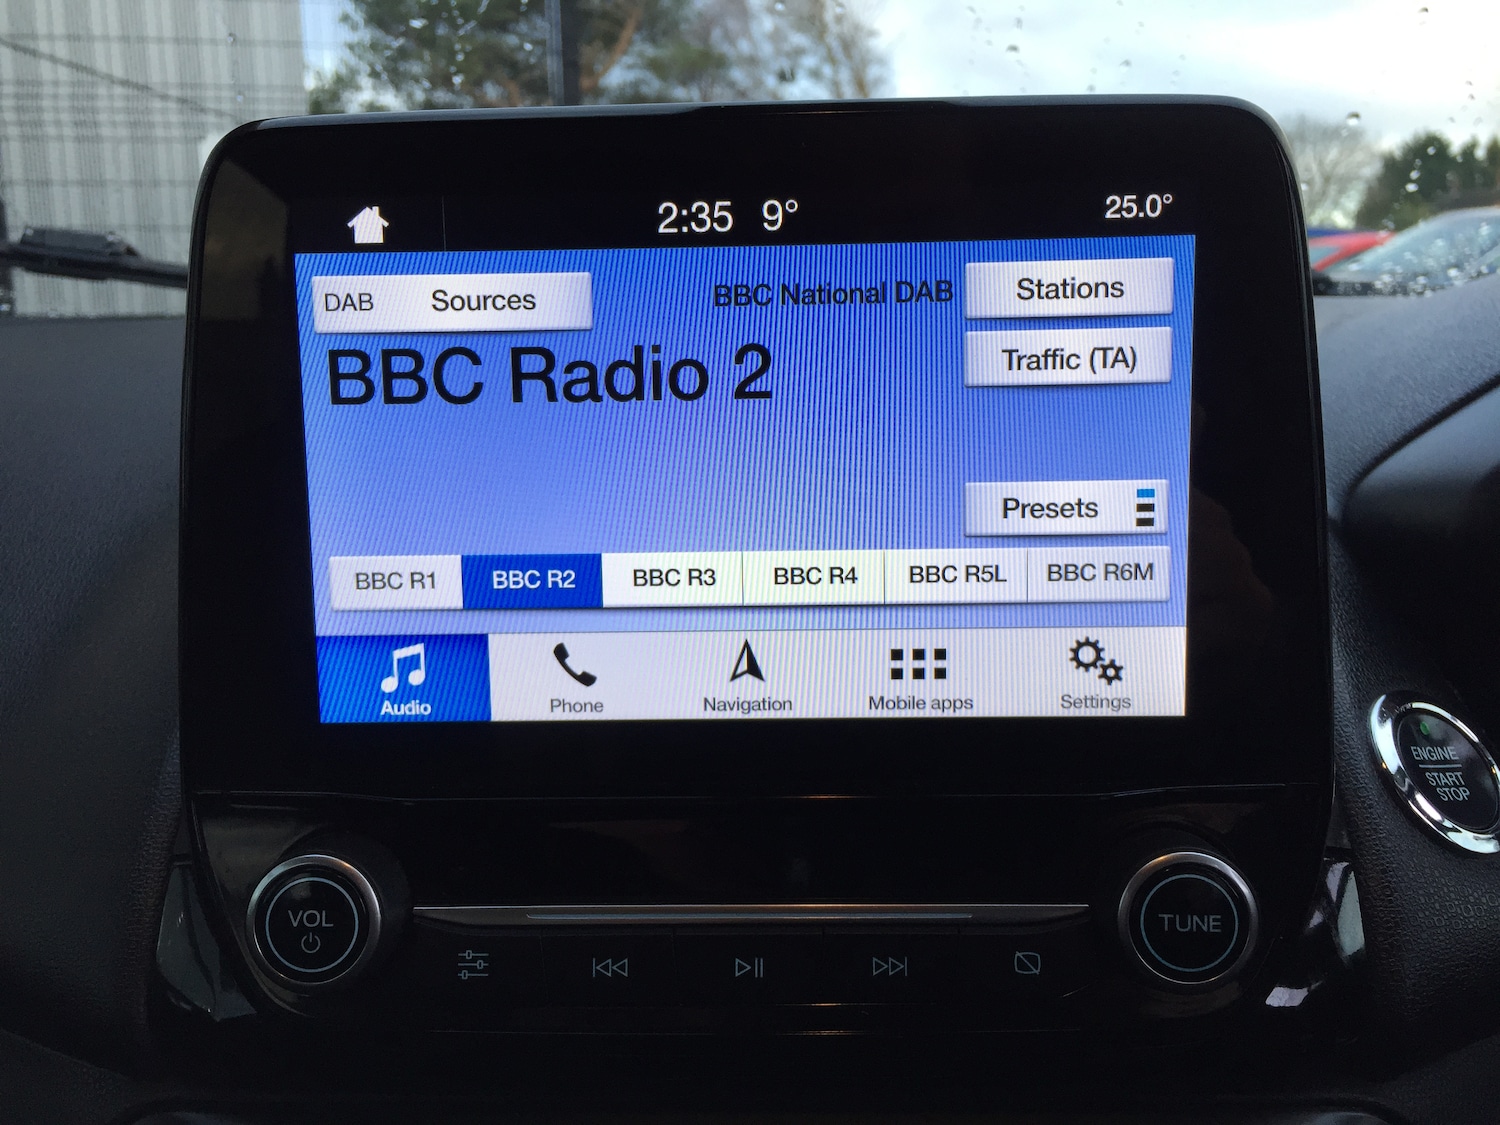 2:35 9° 25.0°
DAB Sources BBC National DAB Stations
BBC Radio 2 Traffic (TA)
Presets
BBC R1 BBC R2 BBC R3 BBC R4 BBC R5L BBC R6M
Audio Phone Navigation Mobile apps Settings
ENGINE
START
STOP
VOL TUNE